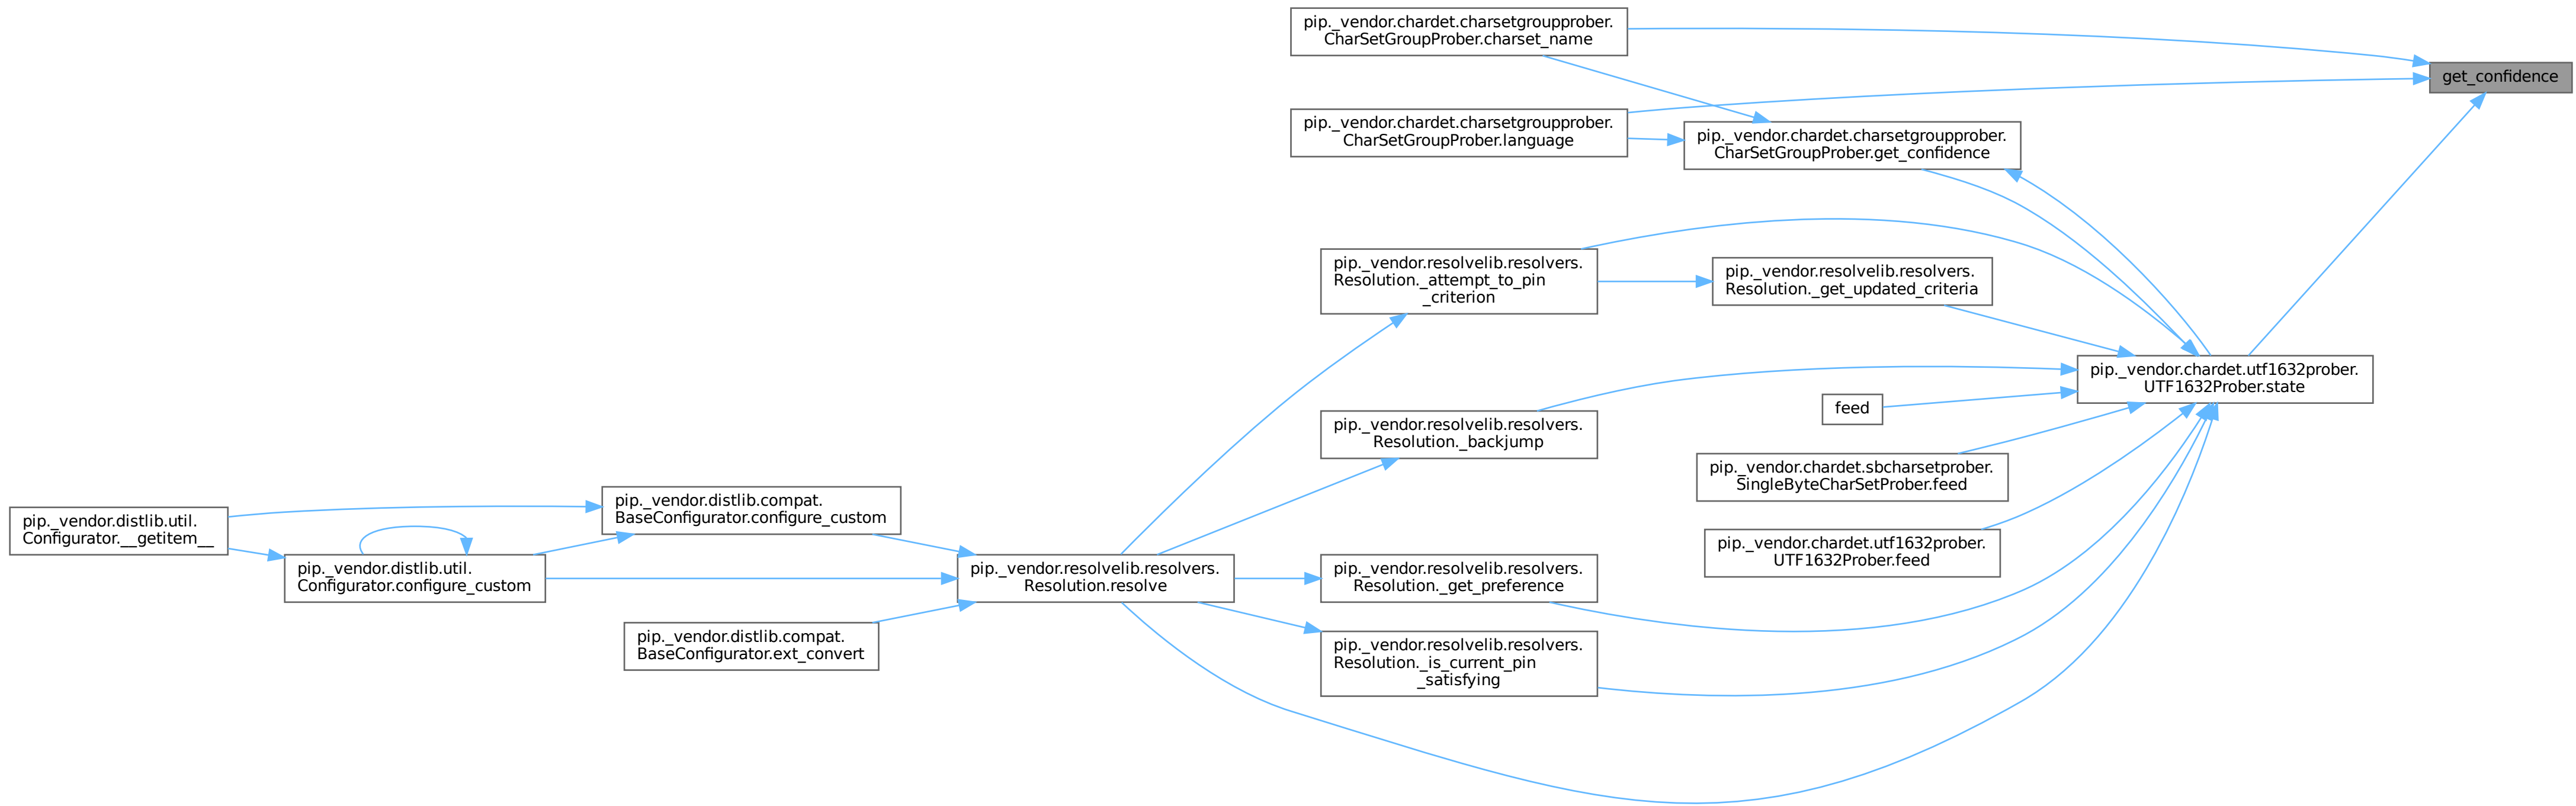 pip._vendor.chardet.charsetgroupprober.
CharSetGroupProber.charset_name
get_confidence
pip._vendor.chardet.charsetgroupprober.
CharSetGroupProber.language
pip._vendor.chardet.charsetgroupprober.
CharSetGroupProber.get_confidence
pip._vendor.resolvelib.resolvers.
Resolution._attempt_to_pin
_criterion
pip._vendor.resolvelib.resolvers.
Resolution._get_updated_criteria
pip._vendor.chardet.utf1632prober.
UTF1632Prober.state
feed
pip._vendor.resolvelib.resolvers.
Resolution._backjump
pip._vendor.chardet.sbcharsetprober.
SingleByteCharSetProber.feed
pip._vendor.distlib.compat.
BaseConfigurator.configure_custom
pip._vendor.distlib.util.
Configurator.__getitem__
pip._vendor.chardet.utf1632prober.
UTF1632Prober.feed
pip._vendor.distlib.util.
Configurator.configure_custom
pip._vendor.resolvelib.resolvers.
Resolution.resolve
pip._vendor.resolvelib.resolvers.
Resolution._get_preference
pip._vendor.distlib.compat.
BaseConfigurator.ext_convert
pip._vendor.resolvelib.resolvers.
Resolution._is_current_pin
_satisfying